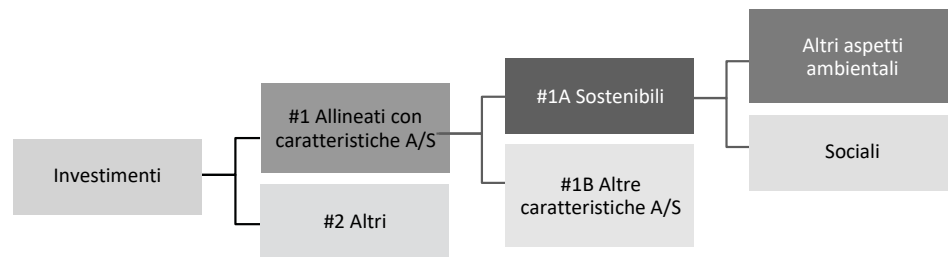 Investimenti
#1 Allineati con
caratteristiche A/S
#2 Altri
#1A Sostenibili
#1B Altre
caratteristiche A/S
Altri aspetti
ambientali
Sociali